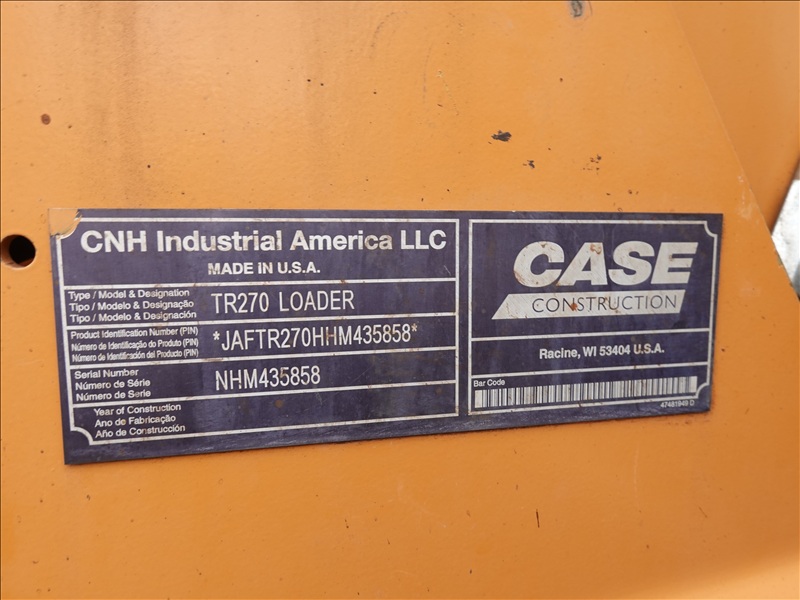 CNH Industrial America LLC
MADE IN U.S.A.
Type / Model & Designation
Tipo / Modelo & Designação
Tipo / Modelo & Designación
TR270 LOADER
Product Identification Number (PIN)
Número de Identificação do Produto (PIN)
Número de Identificación del Producto (PIN)
*JAFTR270HHM435858*
Serial Number
Número de Série
Número de Serie
NHM435858
Year of Construction
Ano de Fabricação
Año de Construcción
CASE
CONSTRUCTION
Racine, WI 53404 U.S.A.
Bar Code
47481949 D